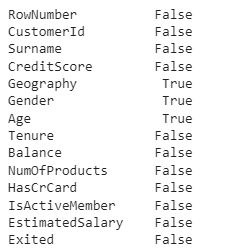 RowNumber False
CustomerId False
Surname False
CreditScore False
Geography True
Gender True
Age True
Tenure False
Balance False
NumOfProducts False
HasCrCard False
IsActiveMember False
EstimatedSalary False
Exited False